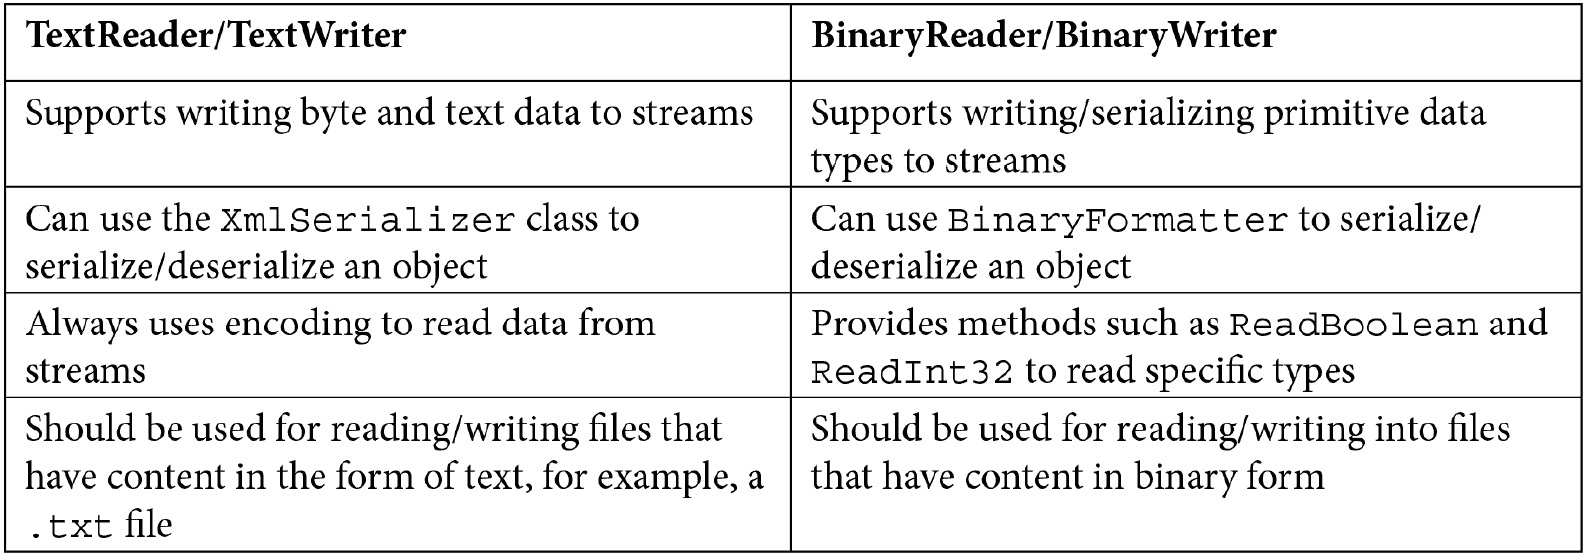 TextReader/TextWriter
BinaryReader/BinaryWriter
Supports writing byte and text data to streams
Supports writing/serializing primitive data
types to streams
Can use the XmlSerializer class to
serialize/deserialize an object
Can use BinaryFormatter to serialize/
deserialize an object
Always uses encoding to read data from
streams
Provides methods such as ReadBoolean and
ReadInt32 to read specific types
Should be used for reading/writing files that
have content in the form of text, for example, a
.txt file
Should be used for reading/writing into files
that have content in binary form